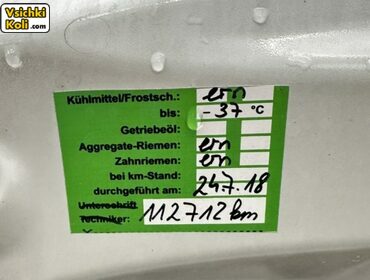 Vsichki
Koli.com
Kühlmittel/Frostsch.: ern
bis: -37 °C
Getriebeöl:
Aggregate-Riemen: ern
Zahnriemen: ern
bei km-Stand:
durchgeführt am: 24.7.18
Unterschrift
Techniker: 112712 km